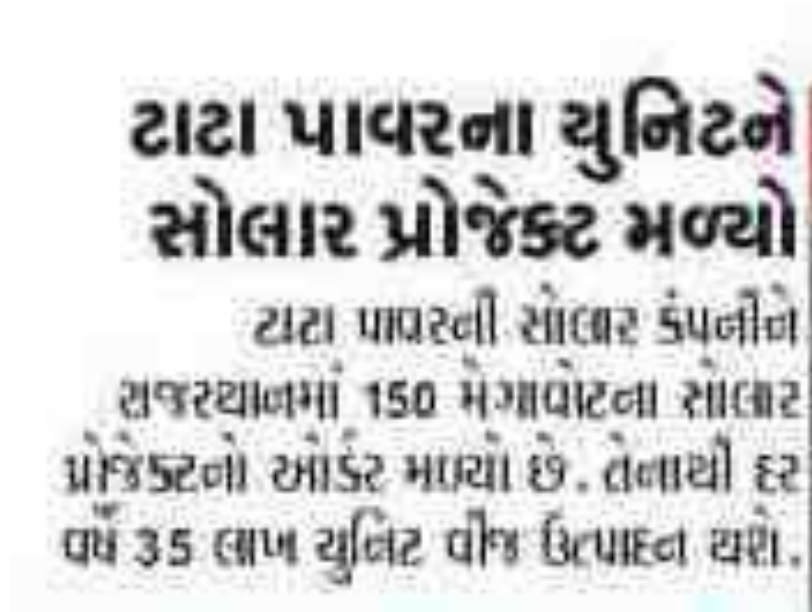 ટાટા પાવરના યુનિટને
સોલાર પ્રોજેક્ટ મળ્યો
ટાટા પાવરની સોલાર કંપનીને
રાજસ્થાનમાં 150 મેગાવોટના સોલાર
પ્રોજેક્ટનો ઓર્ડર મળ્યો છે. તેનાથી દર
વર્ષે 35 લાખ યુનિટ વીજ ઉત્પાદન થશે.